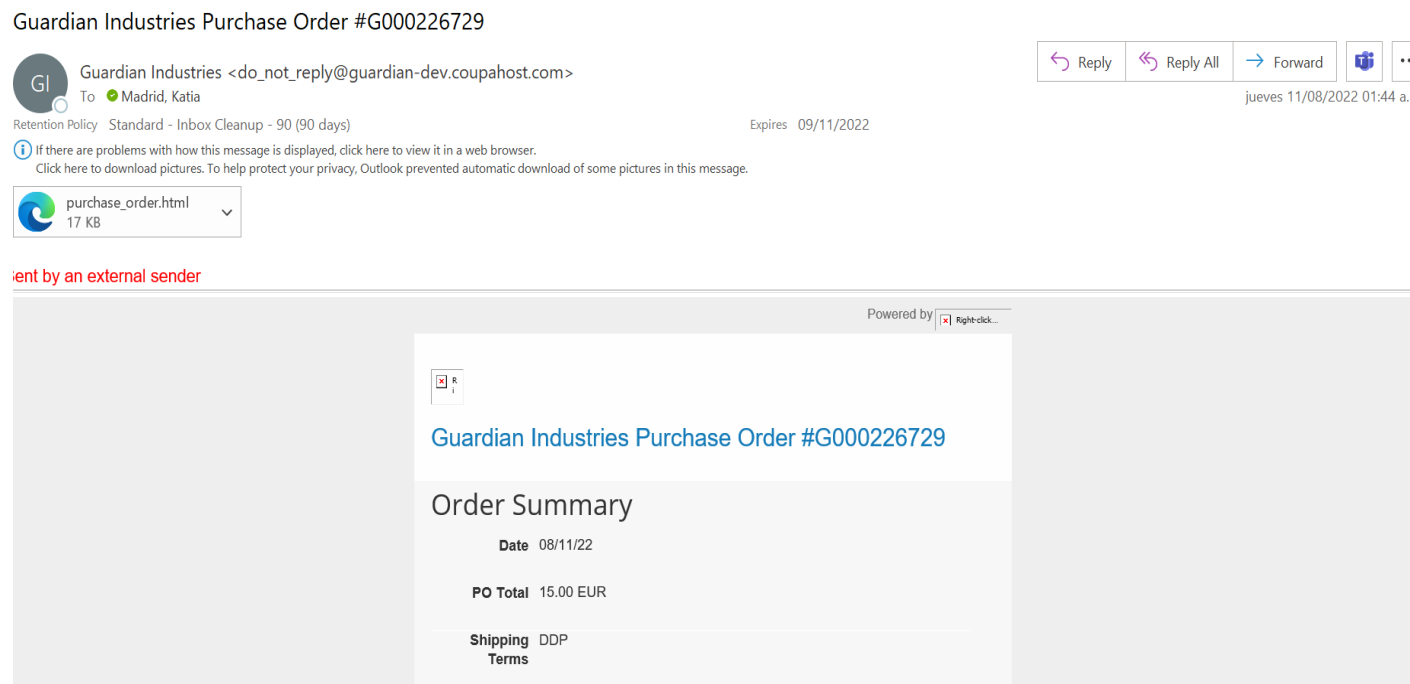 Guardian Industries Purchase Order #G000226729
GI
Guardian Industries <do_not_reply@guardian-dev.coupahost.com>
To Madrid, Katia
Reply
Reply All
Forward
jueves 11/08/2022 01:44 a.
Retention Policy Standard - Inbox Cleanup - 90 (90 days)
Expires 09/11/2022
If there are problems with how this message is displayed, click here to view it in a web browser.
Click here to download pictures. To help protect your privacy, Outlook prevented automatic download of some pictures in this message.
purchase_order.html
17 KB
ent by an external sender
Powered by
Right-click...
R
i
Guardian Industries Purchase Order #G000226729
Order Summary
Date 08/11/22
PO Total 15.00 EUR
Shipping DDP
Terms